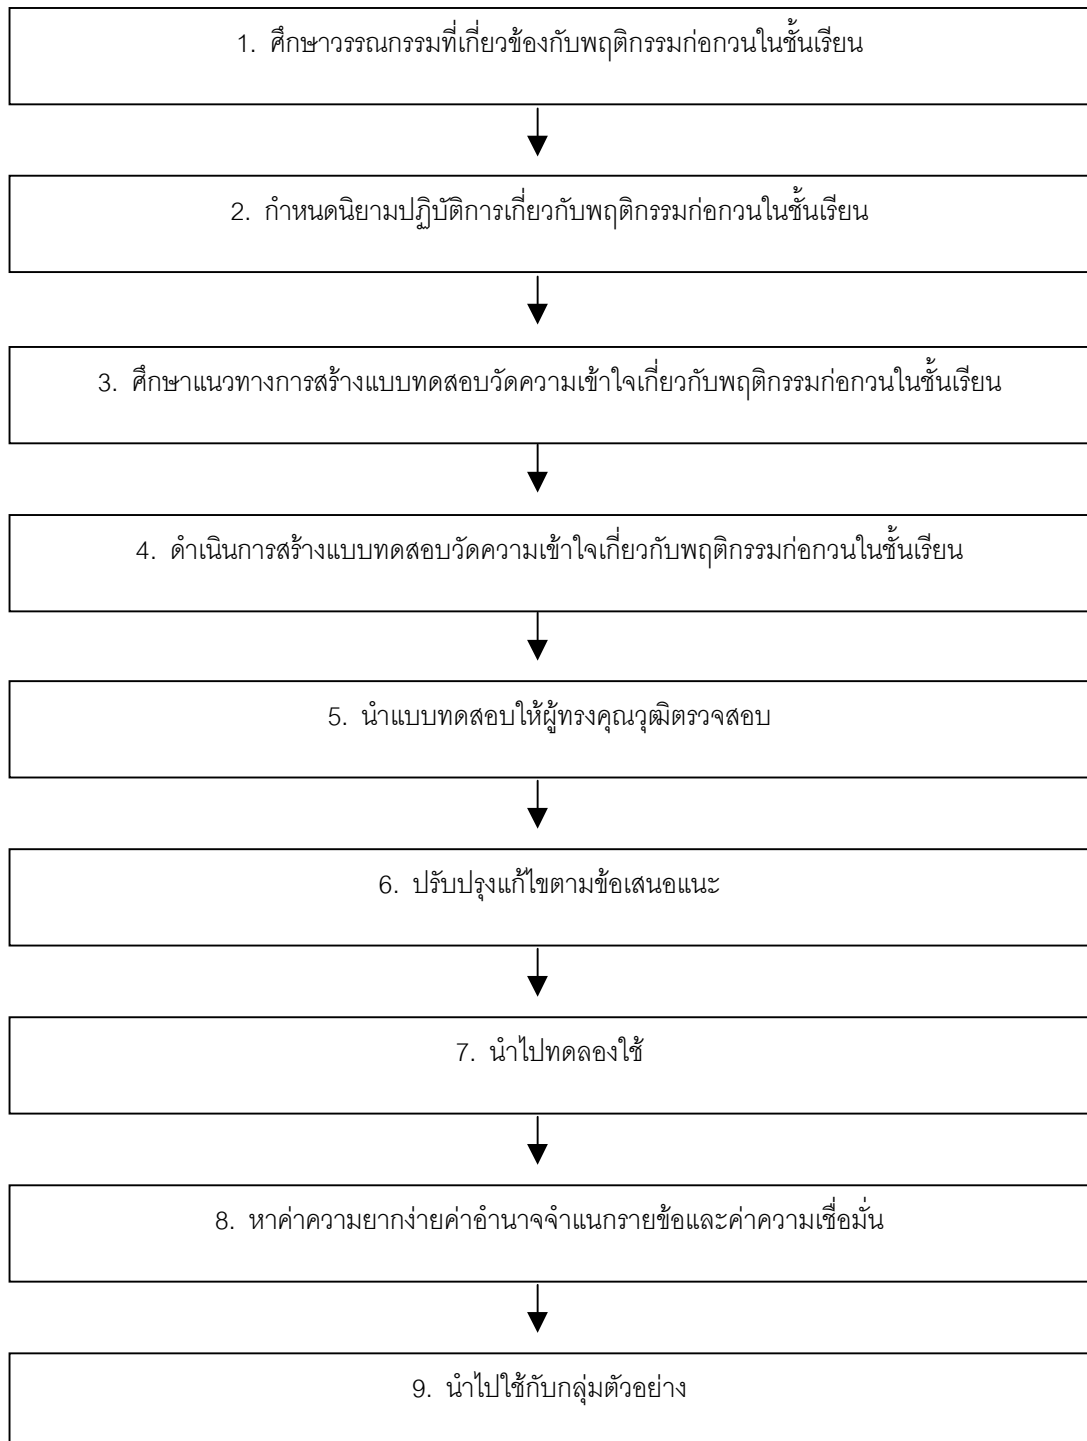 1. ศึกษาวรรณกรรมที่เกี่ยวข้องกับพฤติกรรมก่อกวนในชั้นเรียน
2. กำหนดนิยามปฏิบัติการเกี่ยวกับพฤติกรรมก่อกวนในชั้นเรียน
3. ศึกษาแนวทางการสร้างแบบทดสอบวัดความเข้าใจเกี่ยวกับพฤติกรรมก่อกวนในชั้นเรียน
4. ดำเนินการสร้างแบบทดสอบวัดความเข้าใจเกี่ยวกับพฤติกรรมก่อกวนในชั้นเรียน
5. นำแบบทดสอบให้ผู้ทรงคุณวุฒิตรวจสอบ
6. ปรับปรุงแก้ไขตามข้อเสนอแนะ
7. นำไปทดลองใช้
8. หาค่าความยากง่ายค่าอำนาจจำแนกรายข้อและค่าความเชื่อมั่น
9. นำไปใช้กับกลุ่มตัวอย่าง